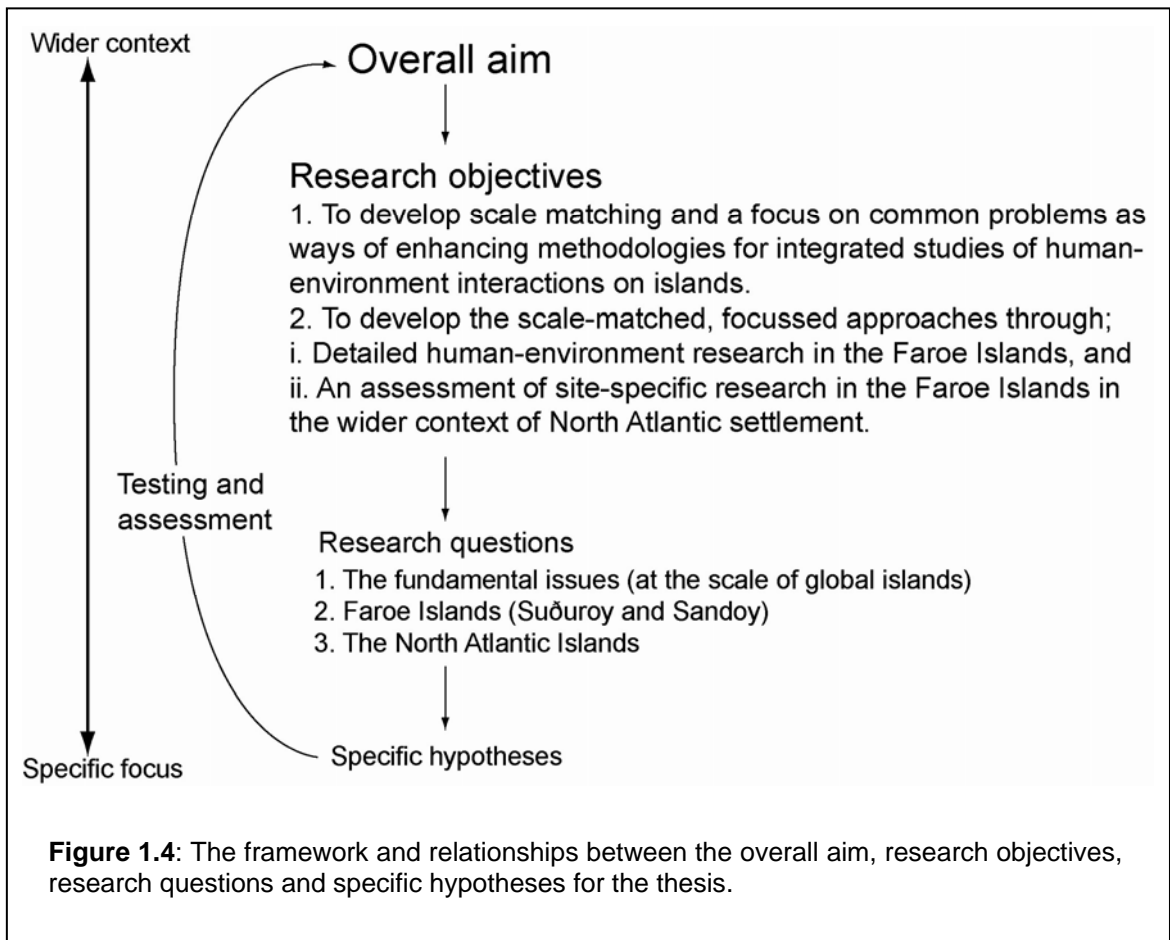 Wider context
Overall aim
Research objectives
1. To develop scale matching and a focus on common problems as
ways of enhancing methodologies for integrated studies of human-
environment interactions on islands.
2. To develop the scale-matched, focussed approaches through;
i. Detailed human-environment research in the Faroe Islands, and
ii. An assessment of site-specific research in the Faroe Islands in
the wider context of North Atlantic settlement.
Testing and
assessment
Research questions
1. The fundamental issues (at the scale of global islands)
2. Faroe Islands (Suðuroy and Sandoy)
3. The North Atlantic Islands
Specific hypotheses
Specific focus
Figure 1.4: The framework and relationships between the overall aim, research objectives,
research questions and specific hypotheses for the thesis.